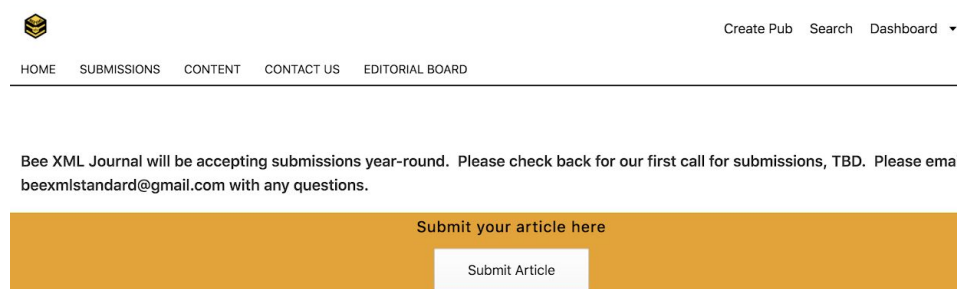 Create Pub Search Dashboard
HOME SUBMISSIONS CONTENT CONTACT US EDITORIAL BOARD
Bee XML Journal will be accepting submissions year-round. Please check back for our first call for submissions, TBD. Please ema
beexmlstandard@gmail.com with any questions.
Submit your article here
Submit Article